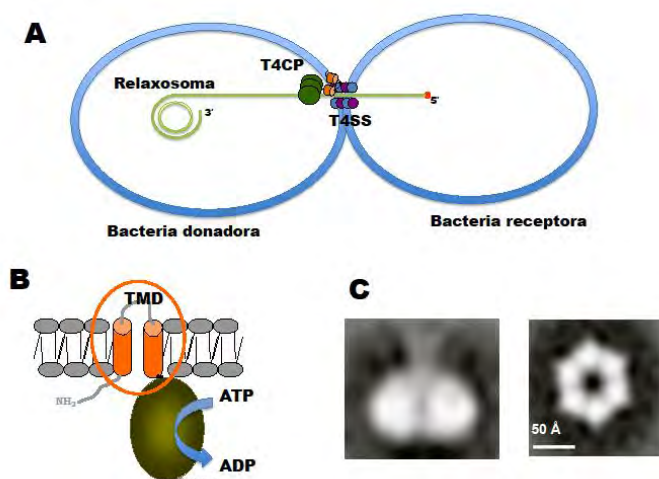 A
T4CP
Relaxosoma
3´
5´
T4SS
Bacteria donadora
Bacteria receptora
B
TMD
NH₂
ATP
ADP
C
50 Å